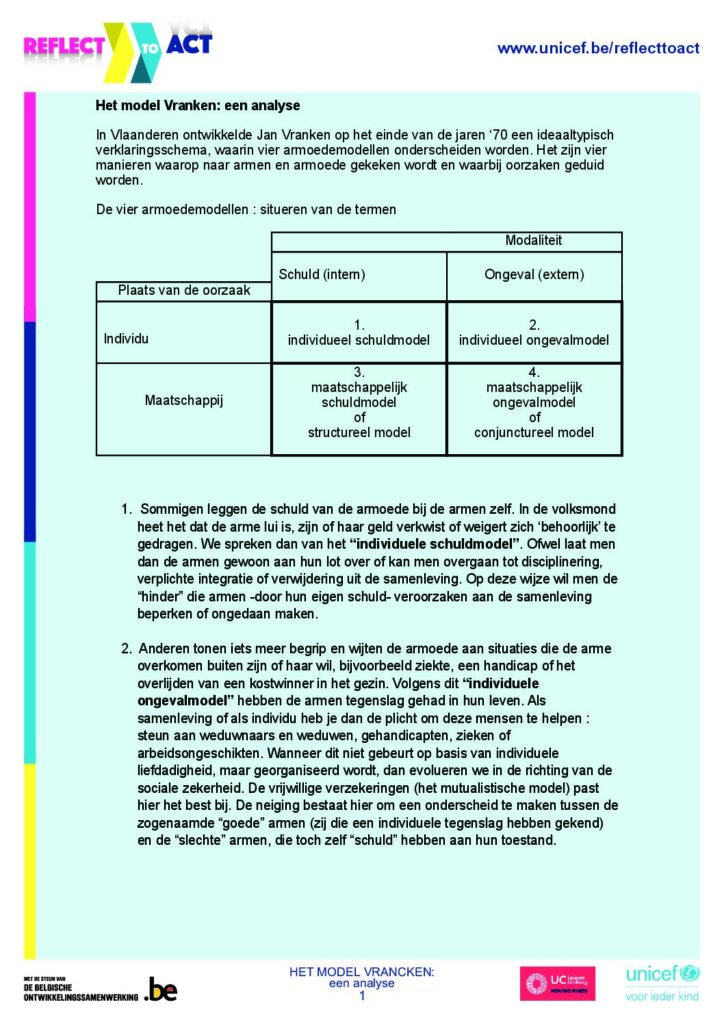 REFLECT TO ACT
www.unicef.be/reflecttoact
Het model Vranken: een analyse
In Vlaanderen ontwikkelde Jan Vranken op het einde van de jaren ‘70 een ideaaltypisch
verklaringsschema, waarin vier armoedemodellen onderscheiden worden. Het zijn vier
manieren waarop naar armen en armoede gekeken wordt en waarbij oorzaken geduid
worden.
De vier armoedemodellen : situeren van de termen
Modaliteit
Schuld (intern)
Ongeval (extern)
Plaats van de oorzaak
Individu
1.
individueel schuldmodel
2.
individueel ongevalmodel
Maatschappij
3.
maatschappelijk
schuldmodel
of
structureel model
4.
maatschappelijk
ongevalmodel
of
conjunctureel model
1. Sommigen leggen de schuld van de armoede bij de armen zelf. In de volksmond
heet het dat de arme lui is, zijn of haar geld verkwist of weigert zich ‘behoorlijk’ te
gedragen. We spreken dan van het “individuele schuldmodel”. Ofwel laat men
dan de armen gewoon aan hun lot over of kan men overgaan tot disciplinering,
verplichte integratie of verwijdering uit de samenleving. Op deze wijze wil men de
“hinder” die armen -door hun eigen schuld- veroorzaken aan de samenleving
beperken of ongedaan maken.
2. Anderen tonen iets meer begrip en wijten de armoede aan situaties die de arme
overkomen buiten zijn of haar wil, bijvoorbeeld ziekte, een handicap of het
overlijden van een kostwinner in het gezin. Volgens dit “individuele
ongevalmodel” hebben de armen tegenslag gehad in hun leven. Als
samenleving of als individu heb je dan de plicht om deze mensen te helpen :
steun aan weduwnaars en weduwen, gehandicapten, zieken of
arbeidsongeschikten. Wanneer dit niet gebeurt op basis van individuele
liefdadigheid, maar georganiseerd wordt, dan evolueren we in de richting van de
sociale zekerheid. De vrijwillige verzekeringen (het mutualistische model) past
hier het best bij. De neiging bestaat hier om een onderscheid te maken tussen de
zogenaamde “goede” armen (zij die een individuele tegenslag hebben gekend)
en de “slechte” armen, die toch zelf “schuld” hebben aan hun toestand.
MET DE STEUN VAN
DE BELGISCHE
ONTWIKKELINGSSAMENWERKING
.be
HET MODEL VRANCKEN:
een analyse
1
UC Leuven
Limburg
MOVING MINDS
unicef
voor ieder kind